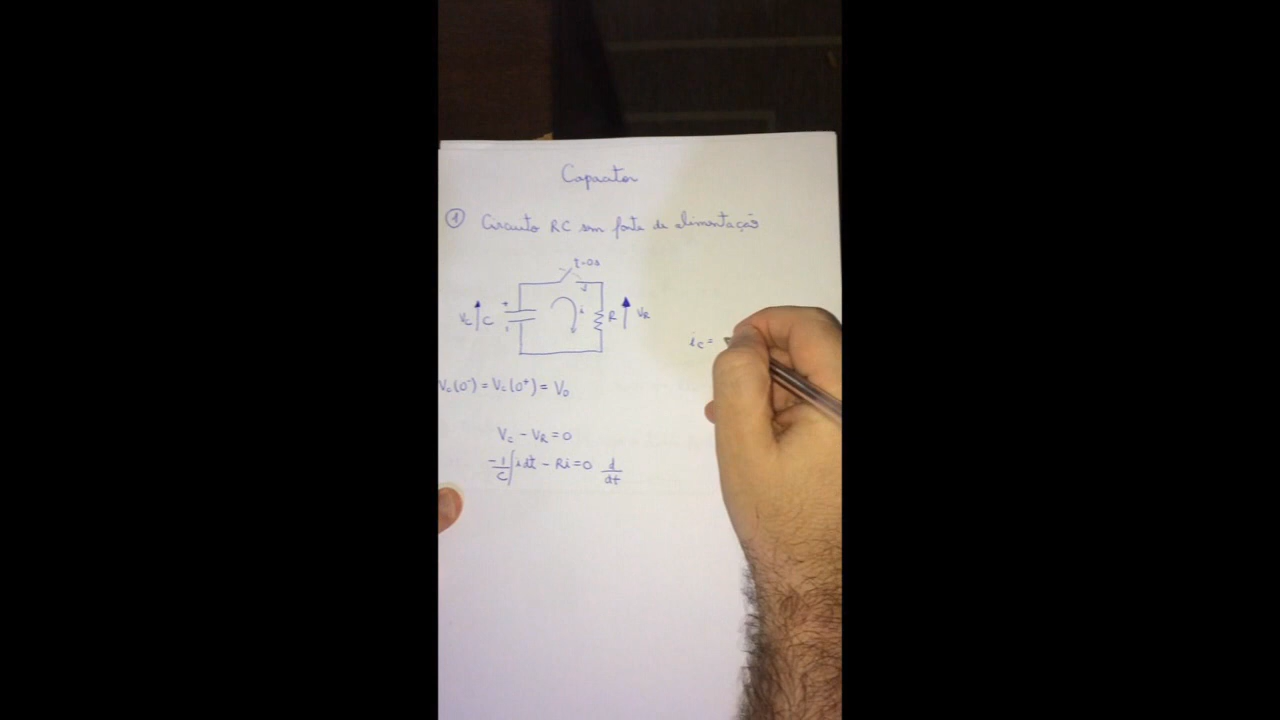 Capacitor
1 Circuito RC sem fonte de alimentação
t=0s
+
Vc C i R VR
-
ic=
Vc(0⁻) = Vc(0⁺) = V0
Vc - VR = 0
-1/C ∫ i dt - Ri = 0 d/dt